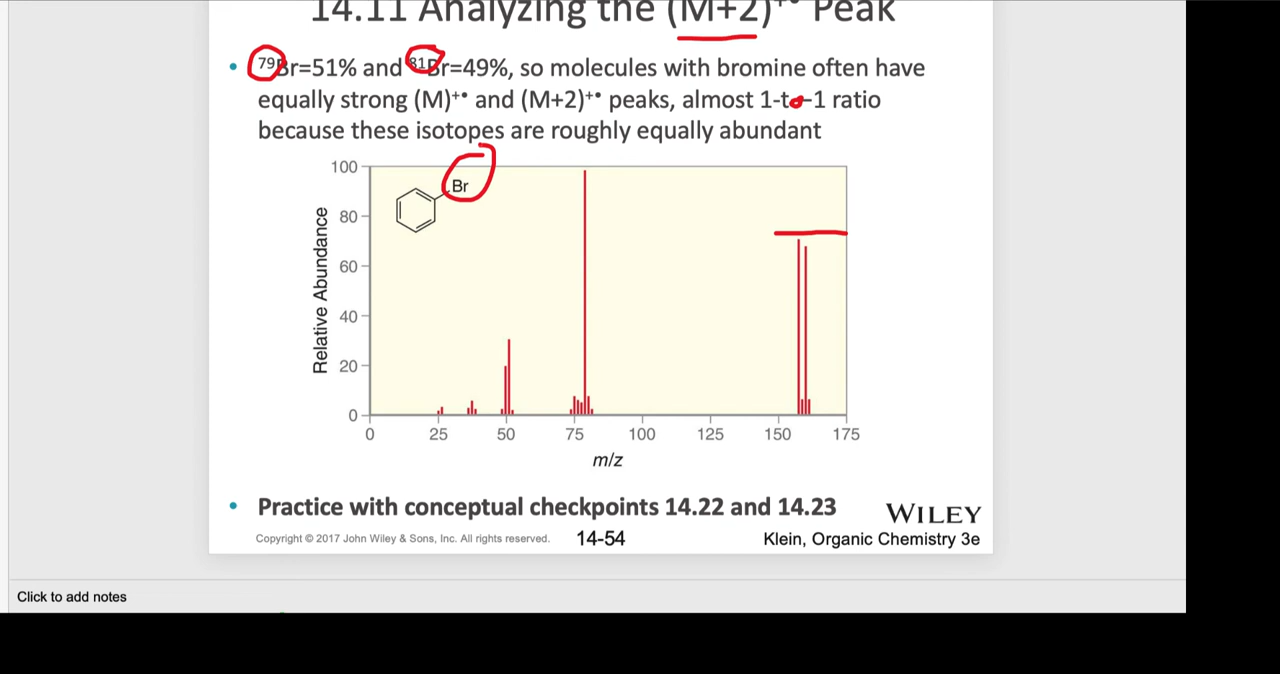 14.11 Analyzing the (M+2)⁺• Peak
• ⁷⁹Br=51% and ⁸¹Br=49%, so molecules with bromine often have
equally strong (M)⁺• and (M+2)⁺• peaks, almost 1-to-1 ratio
because these isotopes are roughly equally abundant
Br
Relative Abundance
100
80
60
40
20
0
0 25 50 75 100 125 150 175
m/z
• Practice with conceptual checkpoints 14.22 and 14.23
WILEY
Copyright © 2017 John Wiley & Sons, Inc. All rights reserved.
14-54
Klein, Organic Chemistry 3e
Click to add notes